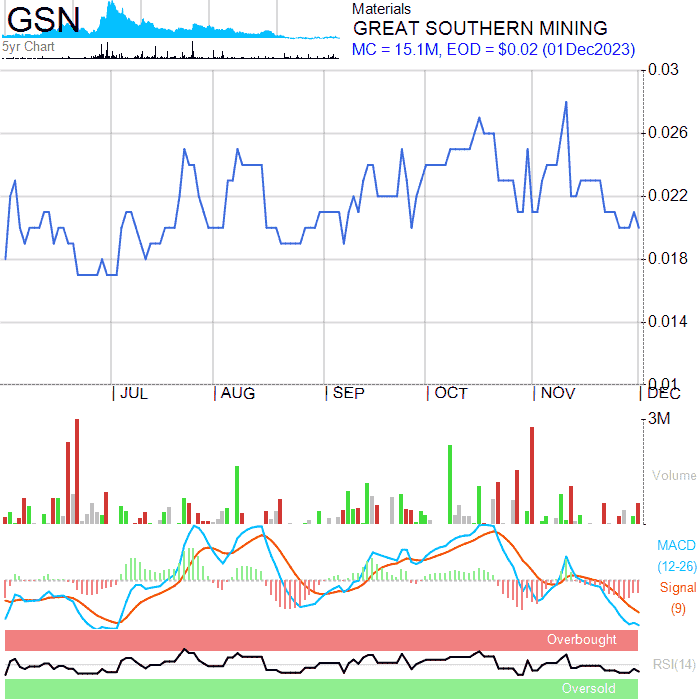 GSN
5yr Chart
Materials
GREAT SOUTHERN MINING
MC = 15.1M, EOD = $0.02 (01Dec2023)
0.03
0.026
0.022
0.018
0.014
0.01
JUL
AUG
SEP
OCT
NOV
DEC
3M
Volume
MACD
(12-26)
Signal
(9)
Overbought
RSI(14)
Oversold